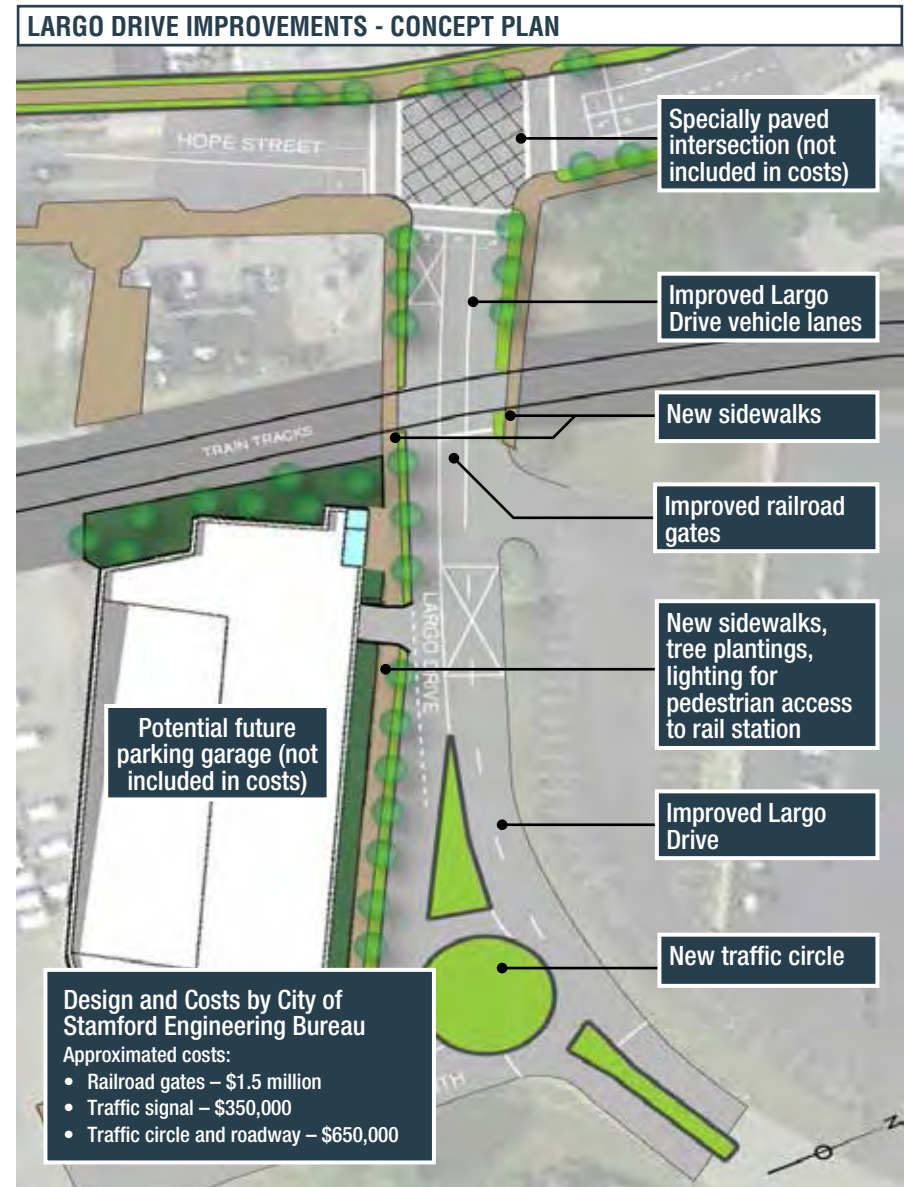 LARGO DRIVE IMPROVEMENTS - CONCEPT PLAN
HOPE STREET
Specially paved
intersection (not
included in costs)
Improved Largo
Drive vehicle lanes
New sidewalks
TRAIN TRACKS
Improved railroad
gates
LARGO DRIVE
New sidewalks,
tree plantings,
lighting for
pedestrian access
to rail station
Potential future
parking garage (not
included in costs)
Improved Largo
Drive
New traffic circle
Design and Costs by City of
Stamford Engineering Bureau
Approximated costs:
• Railroad gates – $1.5 million
• Traffic signal – $350,000
• Traffic circle and roadway – $650,000
N